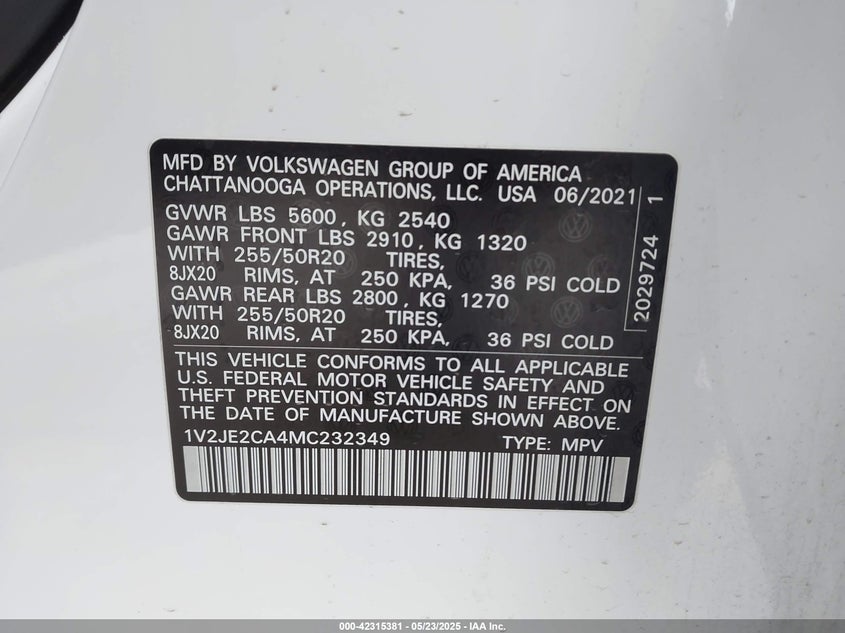 MFD BY VOLKSWAGEN GROUP OF AMERICA
CHATTANOOGA OPERATIONS, LLC. USA 06/2021
GVWR LBS 5600, KG 2540
GAWR FRONT LBS 2910, KG 1320
WITH 255/50R20 TIRES,
8JX20 RIMS, AT 250 KPA, 36 PSI COLD
GAWR REAR LBS 2800, KG 1270
WITH 255/50R20 TIRES,
8JX20 RIMS, AT 250 KPA, 36 PSI COLD
2029724 1
THIS VEHICLE CONFORMS TO ALL APPLICABLE
U.S. FEDERAL MOTOR VEHICLE SAFETY AND
THEFT PREVENTION STANDARDS IN EFFECT ON
THE DATE OF MANUFACTURE SHOWN ABOVE.
1V2JE2CA4MC232349 TYPE: MPV
000-42315381 - 05/23/2025 - IAA Inc.